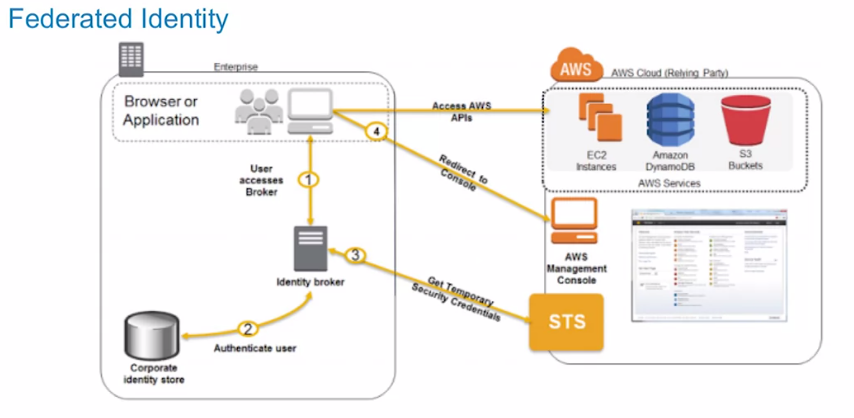 Federated Identity
Enterprise
AWS
AWS Cloud (Relying Party)
Browser or
Application
Access AWS
APIs
4
EC2
Instances
Amazon
DynamoDB
S3
Buckets
AWS Services
User
accesses
Broker
1
Redirect to
Console
AWS
Management
Console
Identity broker
3
Get Temporary
Security Credentials
STS
2
Authenticate user
Corporate
identity store